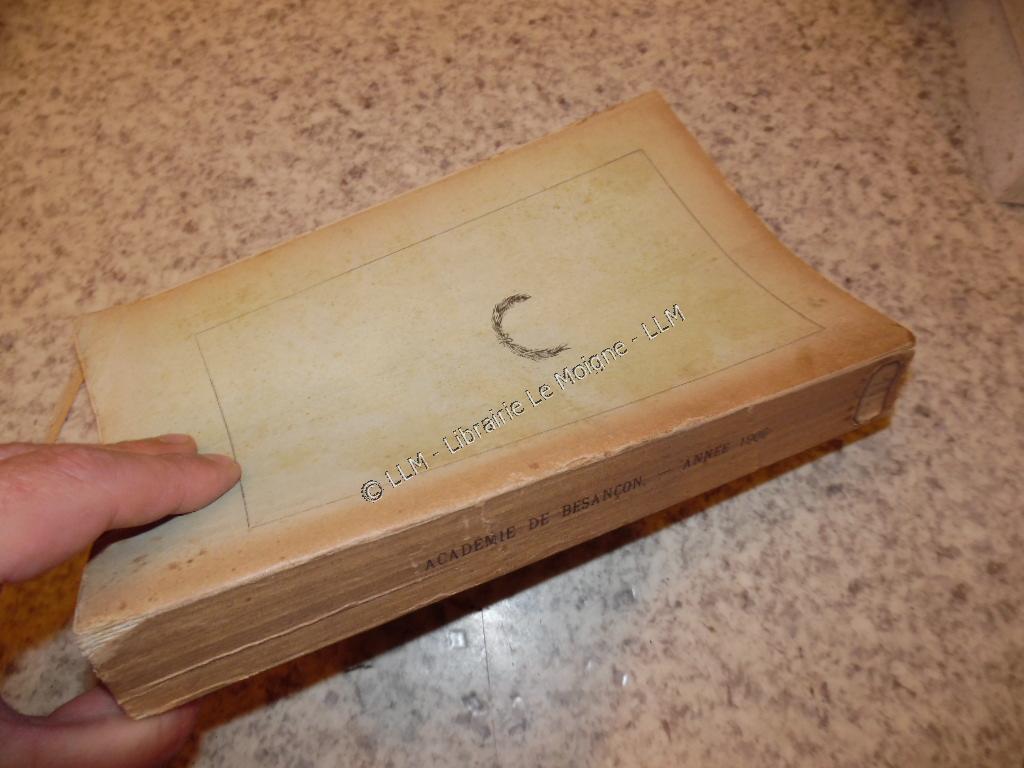 © LLM - Librairie Le Moigne - LLM
ACADÉMIE DE BESANÇON. — ANNÉE